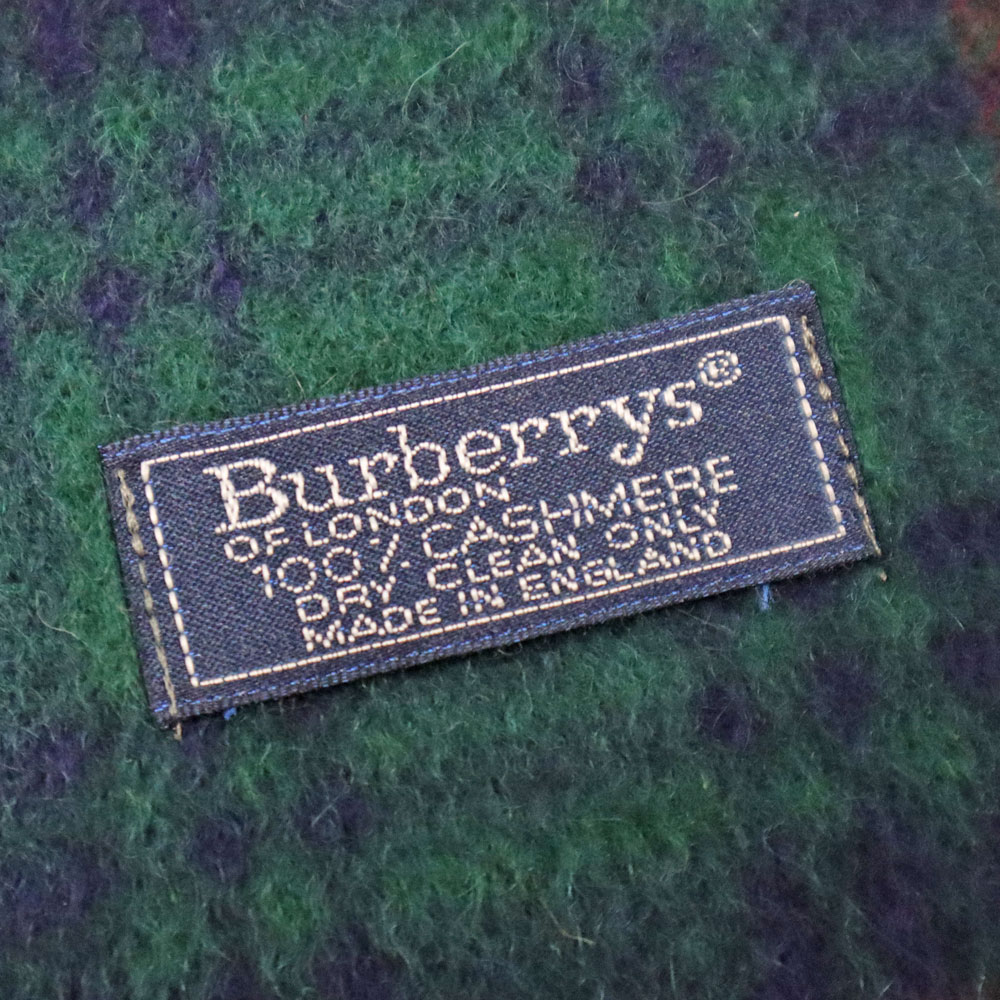 Burberrys®
OF LONDON
100% CASHMERE
DRY CLEAN ONLY
MADE IN ENGLAND